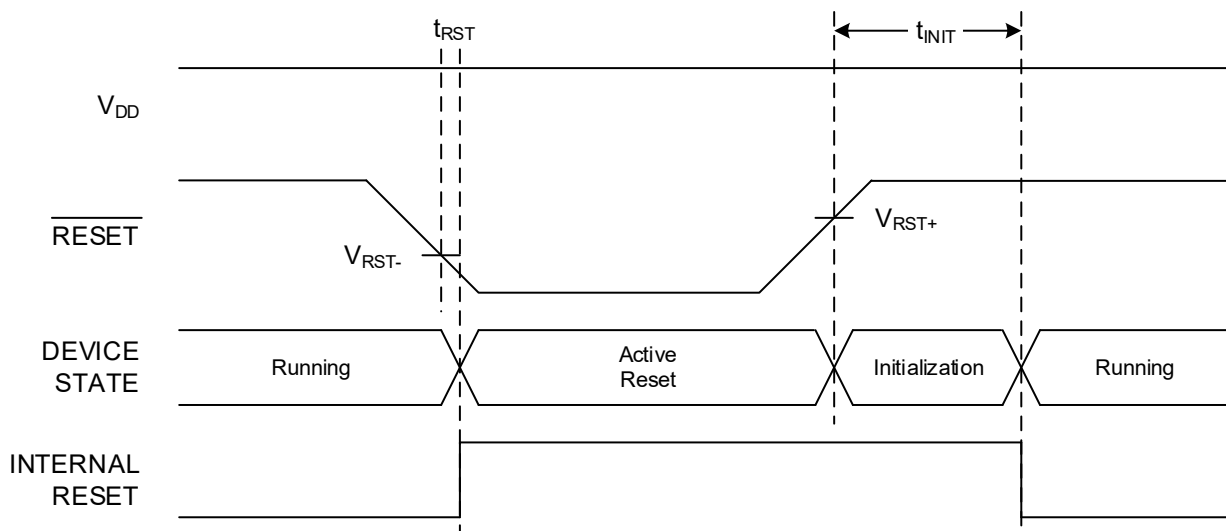 tRST
tINIT
VDD
RESET
VRST-
VRST+
DEVICE
STATE
Running
Active
Reset
Initialization
Running
INTERNAL
RESET